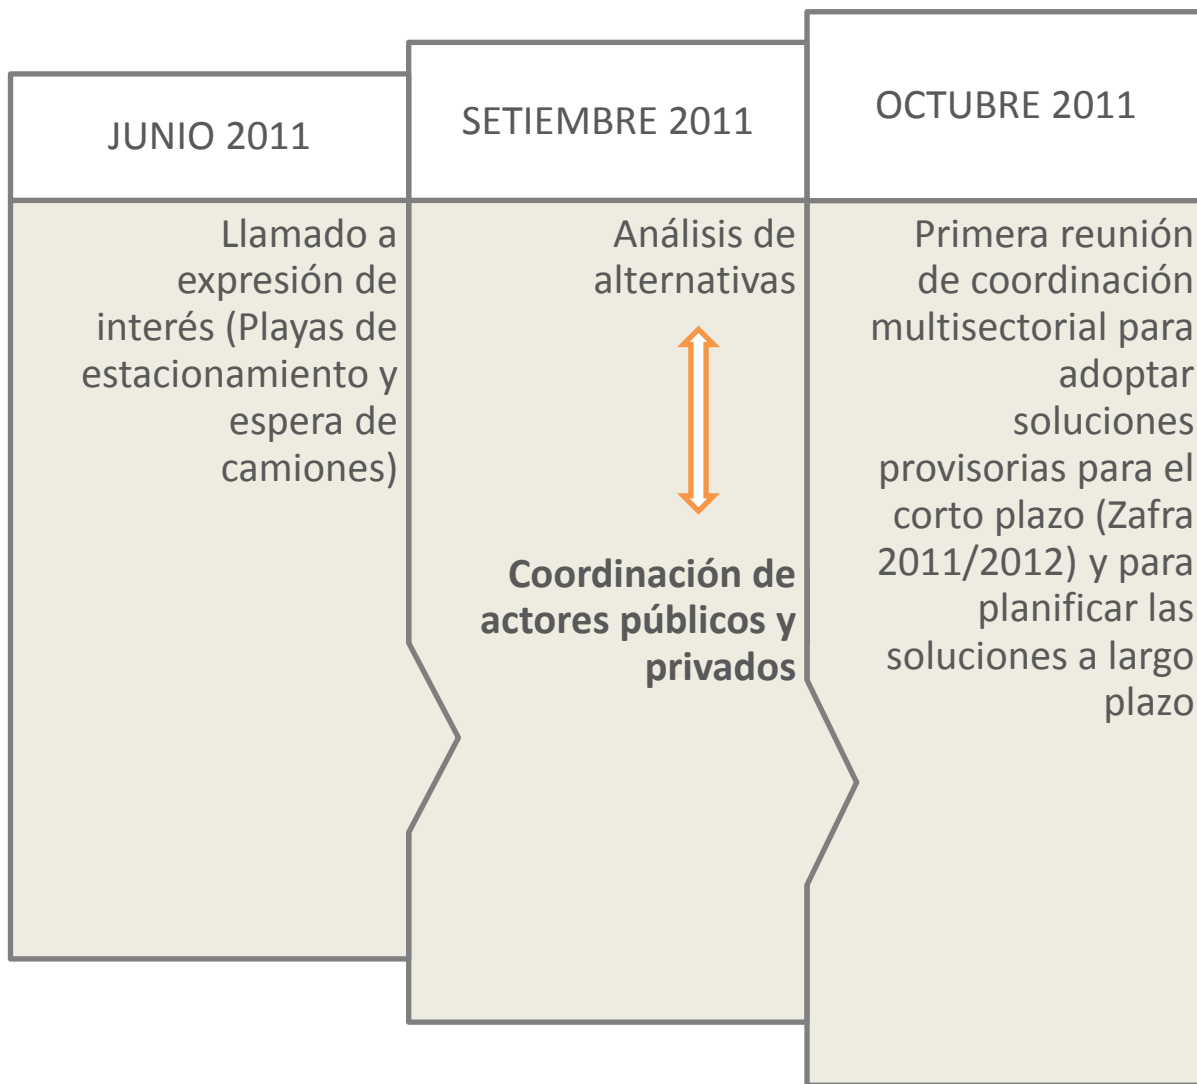 JUNIO 2011
Llamado a
expresión de
interés (Playas de
estacionamiento y
espera de
camiones)
SETIEMBRE 2011
Análisis de
alternativas
Coordinación de
actores públicos y
privados
OCTUBRE 2011
Primera reunión
de coordinación
multisectorial para
adoptar
soluciones
provisorias para el
corto plazo (Zafra
2011/2012) y para
planificar las
soluciones a largo
plazo